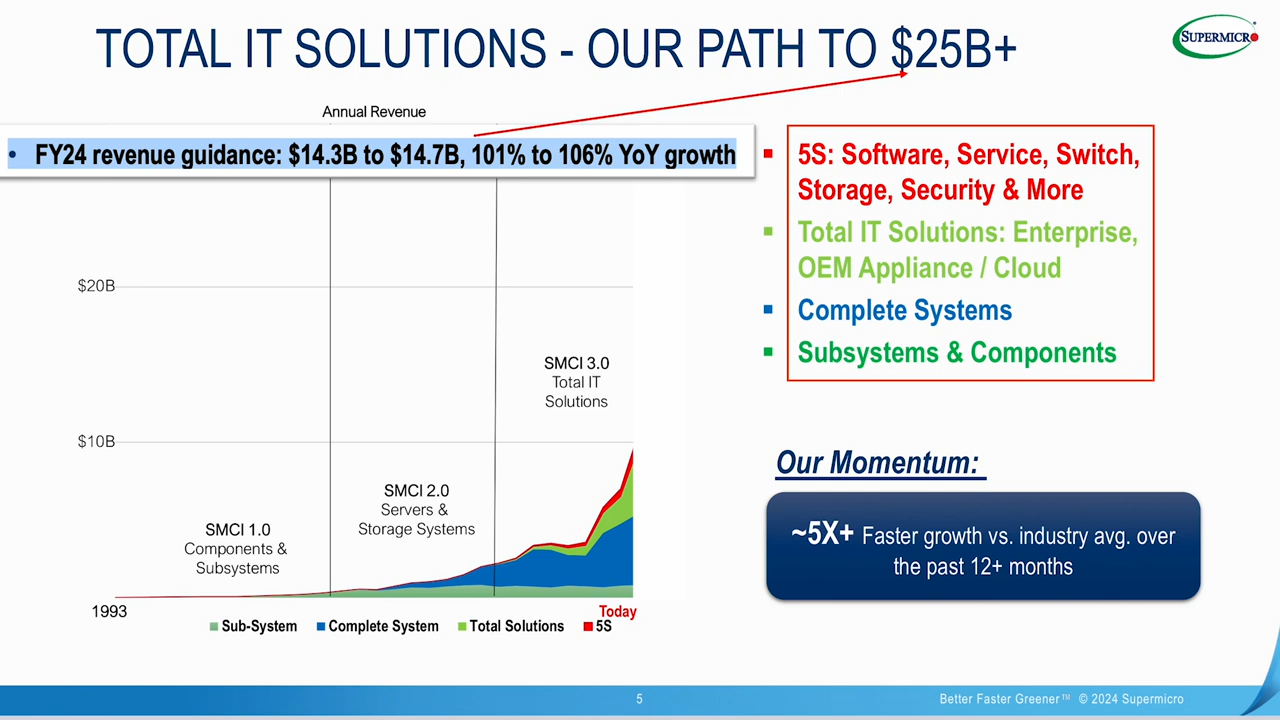 TOTAL IT SOLUTIONS - OUR PATH TO $25B+
SUPERMICRO
Annual Revenue
• FY24 revenue guidance: $14.3B to $14.7B, 101% to 106% YoY growth
$20B
$10B
SMCI 3.0
Total IT
Solutions
SMCI 2.0
Servers &
Storage Systems
SMCI 1.0
Components &
Subsystems
1993
Today
Sub-System
Complete System
Total Solutions
5S
5S: Software, Service, Switch,
Storage, Security & More
Total IT Solutions: Enterprise,
OEM Appliance / Cloud
Complete Systems
Subsystems & Components
Our Momentum:
~5X+ Faster growth vs. industry avg. over
the past 12+ months
5
Better Faster Greener™ © 2024 Supermicro